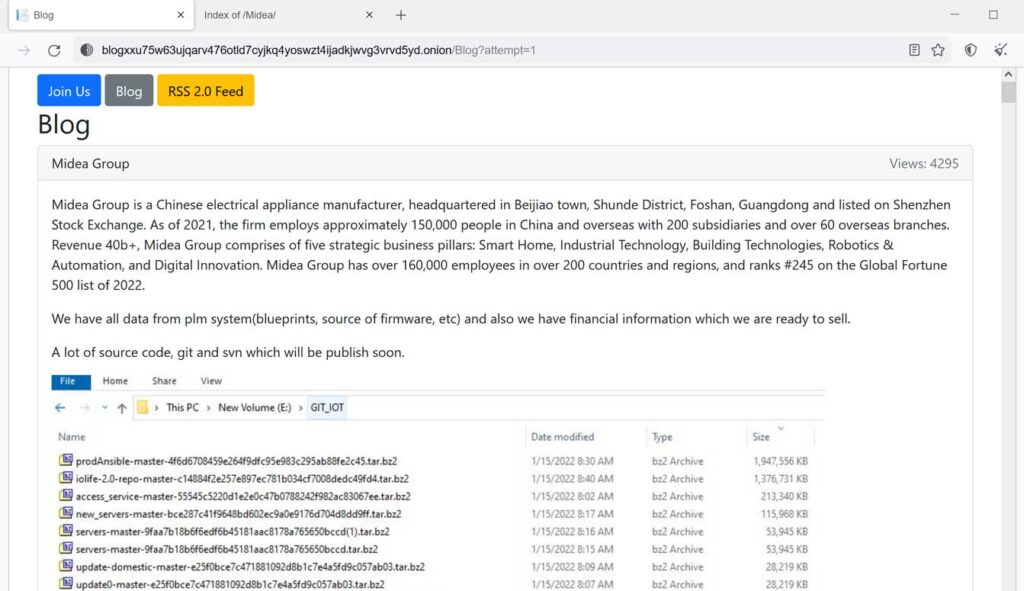 Blog
Index of /Midea/
blogxxu75w63ujqarv476otld7cyjkq4yoswzt4ijadkjwvg3vrvd5yd.onion/Blog?attempt=1
Join Us Blog RSS 2.0 Feed
Blog
Midea Group Views: 4295
Midea Group is a Chinese electrical appliance manufacturer, headquartered in Beijiao town, Shunde District, Foshan, Guangdong and listed on Shenzhen
Stock Exchange. As of 2021, the firm employs approximately 150,000 people in China and overseas with 200 subsidiaries and over 60 overseas branches.
Revenue 40b+, Midea Group comprises of five strategic business pillars: Smart Home, Industrial Technology, Building Technologies, Robotics &
Automation, and Digital Innovation. Midea Group has over 160,000 employees in over 200 countries and regions, and ranks #245 on the Global Fortune
500 list of 2022.
We have all data from plm system(blueprints, source of firmware, etc) and also we have financial information which we are ready to sell.
A lot of source code, git and svn which will be publish soon.
File Home Share View
This PC New Volume (E:) GIT_IOT
Name Date modified Type Size
prodAnsible-master-4f6d6708459e264f9dfc95e983c295ab88fe2c45.tar.bz2 1/15/2022 8:30 AM bz2 Archive 1,947,556 KB
iolife-2.0-repo-master-c14884f2e257e897ec781b034cf7008dedc49fd4.tar.bz2 1/15/2022 8:40 AM bz2 Archive 1,376,731 KB
access_service-master-55545c5220d1e2e0c47b0788242f982ac83067ee.tar.bz2 1/15/2022 8:02 AM bz2 Archive 213,340 KB
new_servers-master-bce287c41f9648bd602ec9a0e9176d704d8dd9ff.tar.bz2 1/15/2022 8:17 AM bz2 Archive 115,968 KB
servers-master-9faa7b18b6f6edf6b45181aac8178a765650bccd(1).tar.bz2 1/15/2022 8:16 AM bz2 Archive 53,945 KB
servers-master-9faa7b18b6f6edf6b45181aac8178a765650bccd.tar.bz2 1/15/2022 8:15 AM bz2 Archive 53,945 KB
update-domestic-master-e25f0bce7c471881092d8b1c7e4a5fd9c057ab03.tar.bz2 1/15/2022 8:09 AM bz2 Archive 28,219 KB
update0-master-e25f0bce7c471881092d8b1c7e4a5fd9c057ab03.tar.bz2 1/15/2022 8:07 AM bz2 Archive 28,219 KB